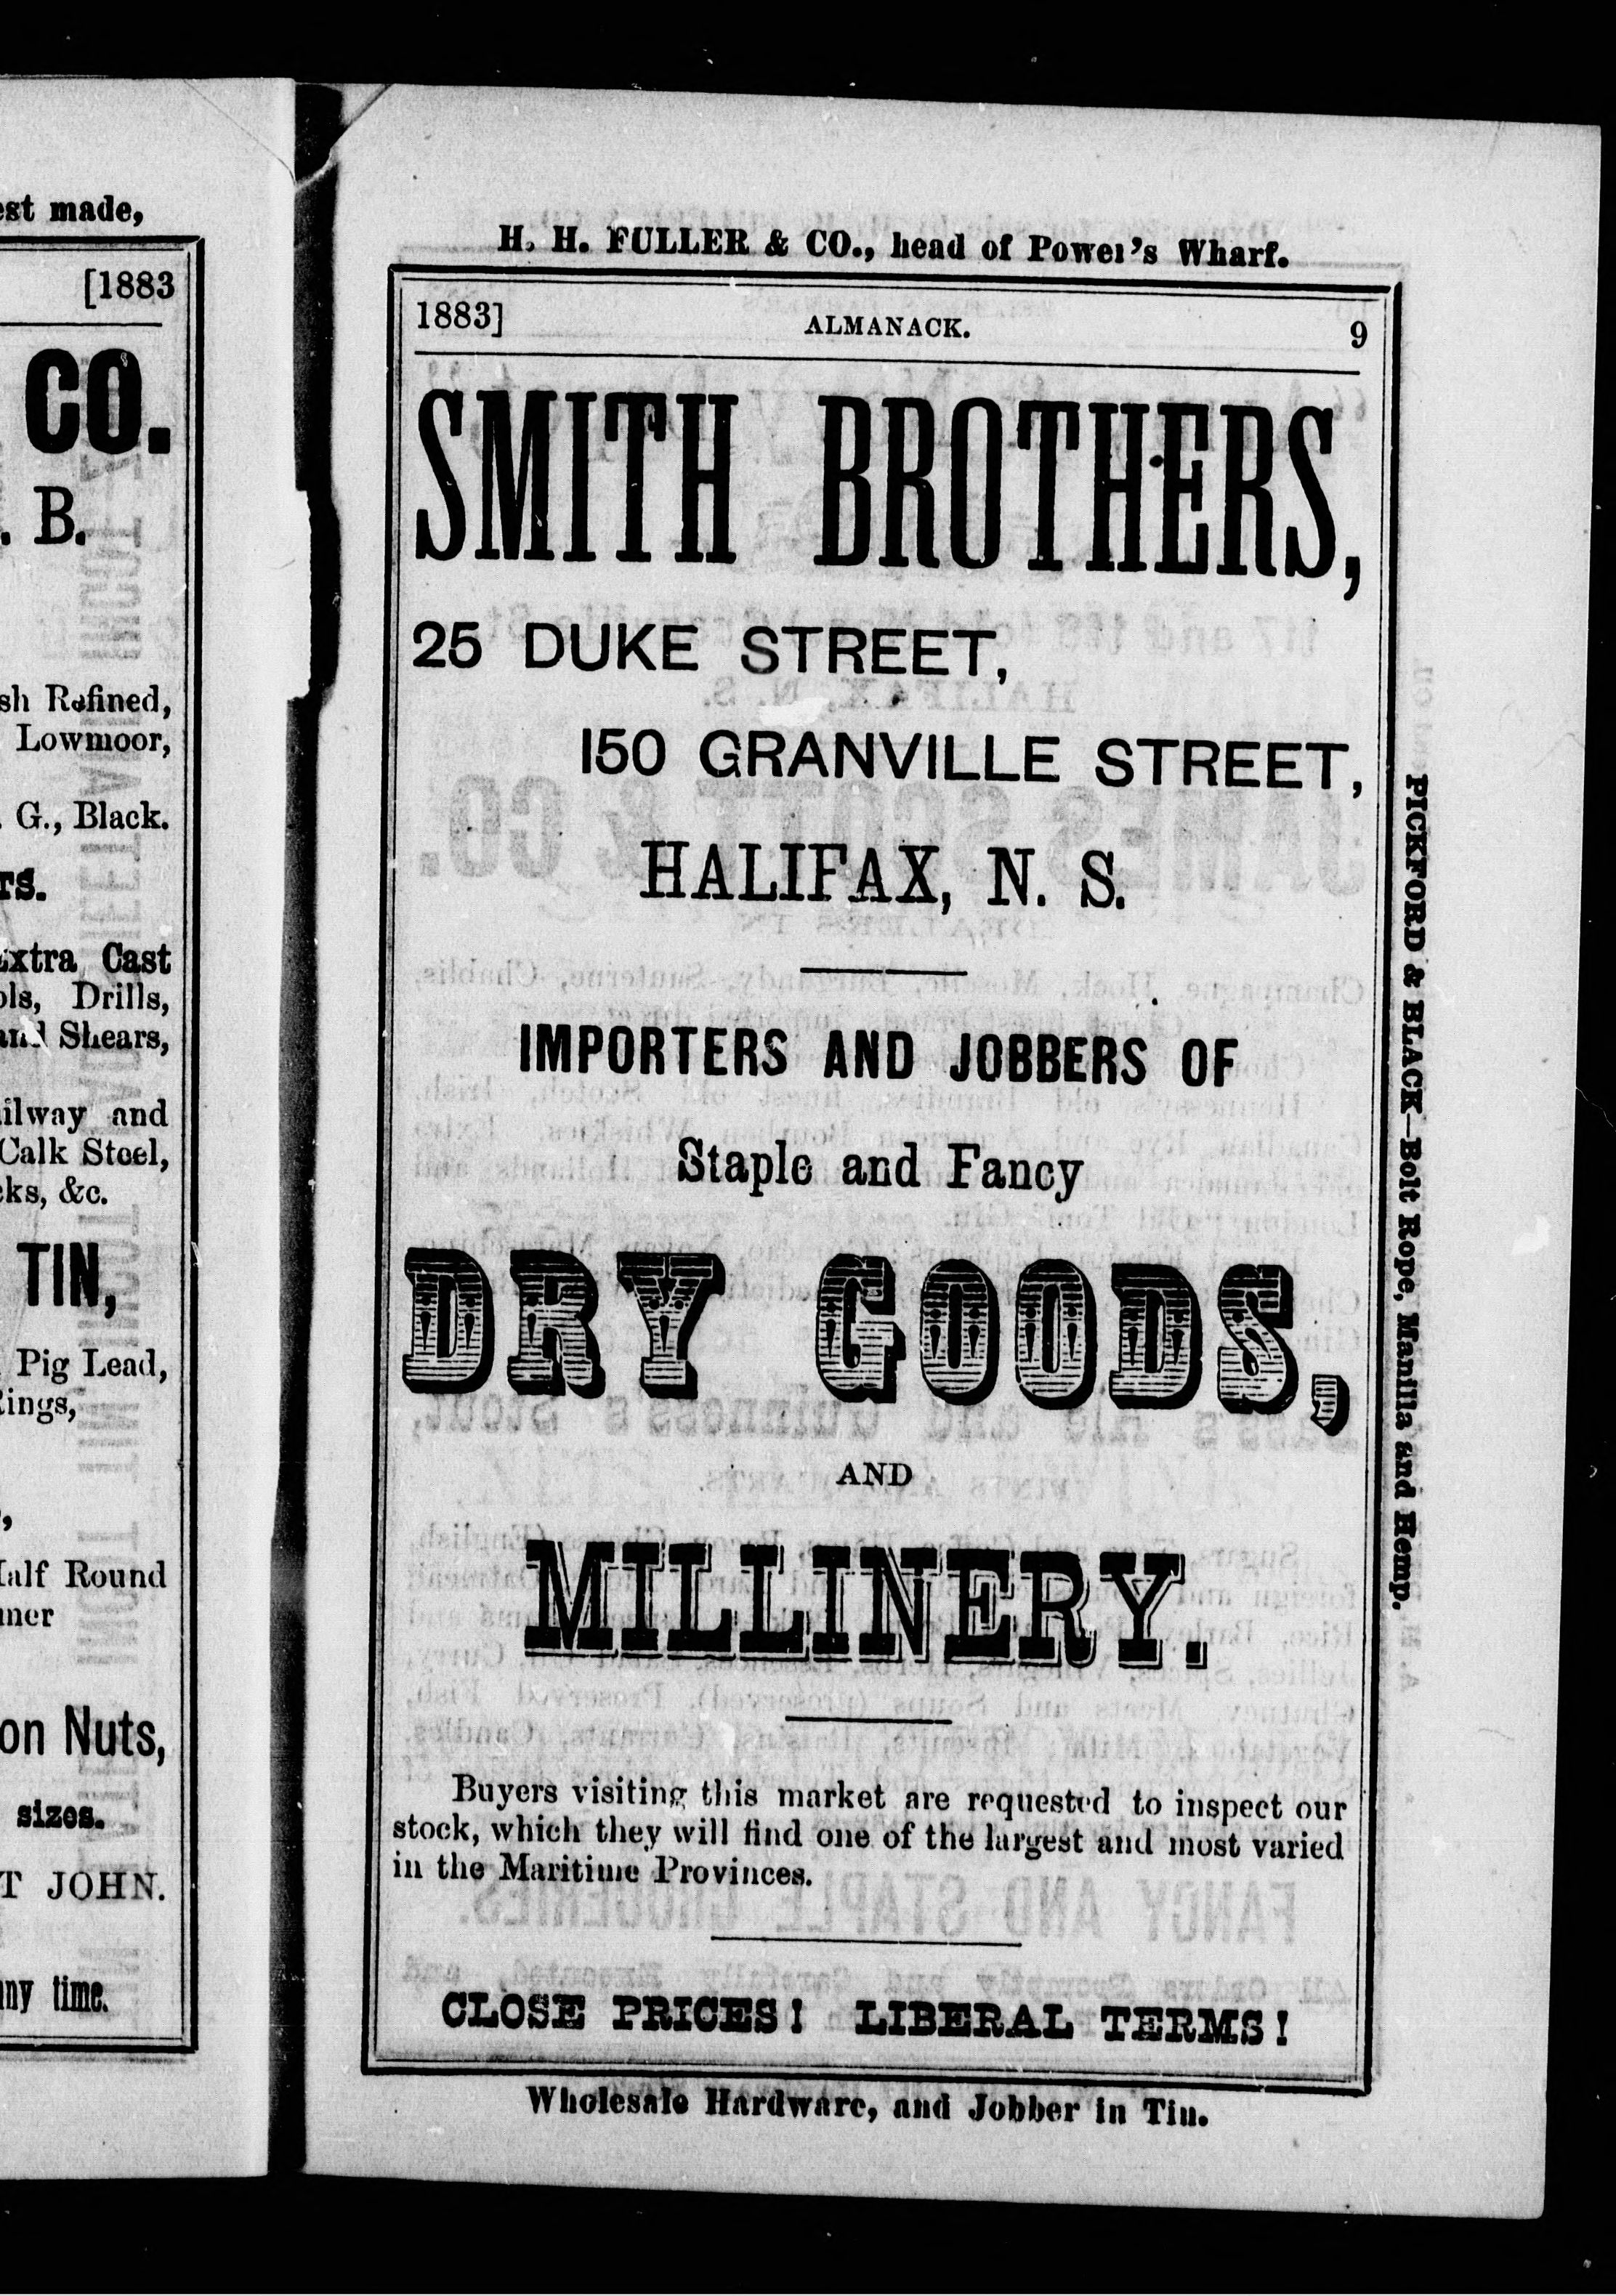 est made,
[1883
CO.
. B.
sh Refined,
Lowmoor,
. G., Black.
rs.
Extra Cast
ols, Drills,
and Shears,
ailway and
Calk Steel,
cks, &c.
TIN,
Pig Lead,
ings,
Half Round
mer
on Nuts,
sizes.
T JOHN.
any time.
H. H. FULLER & CO., head of Power's Wharf.
1883] ALMANACK. 9
SMITH BROTHERS,
25 DUKE STREET,
150 GRANVILLE STREET,
HALIFAX, N. S.
IMPORTERS AND JOBBERS OF
Staple and Fancy
DRY GOODS,
AND
MILLINERY.
Buyers visiting this market are requested to inspect our
stock, which they will find one of the largest and most varied
in the Maritime Provinces.
CLOSE PRICES! LIBERAL TERMS!
Wholesale Hardware, and Jobber in Tin.
PICKFORD & BLACK—Bolt Rope, Manilla and Hemp.